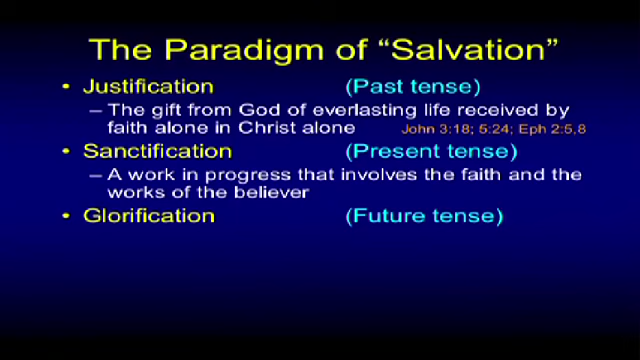 The Paradigm of “Salvation”
• Justification (Past tense)
– The gift from God of everlasting life received by
faith alone in Christ alone John 3:18; 5:24; Eph 2:5,8
• Sanctification (Present tense)
– A work in progress that involves the faith and the
works of the believer
• Glorification (Future tense)